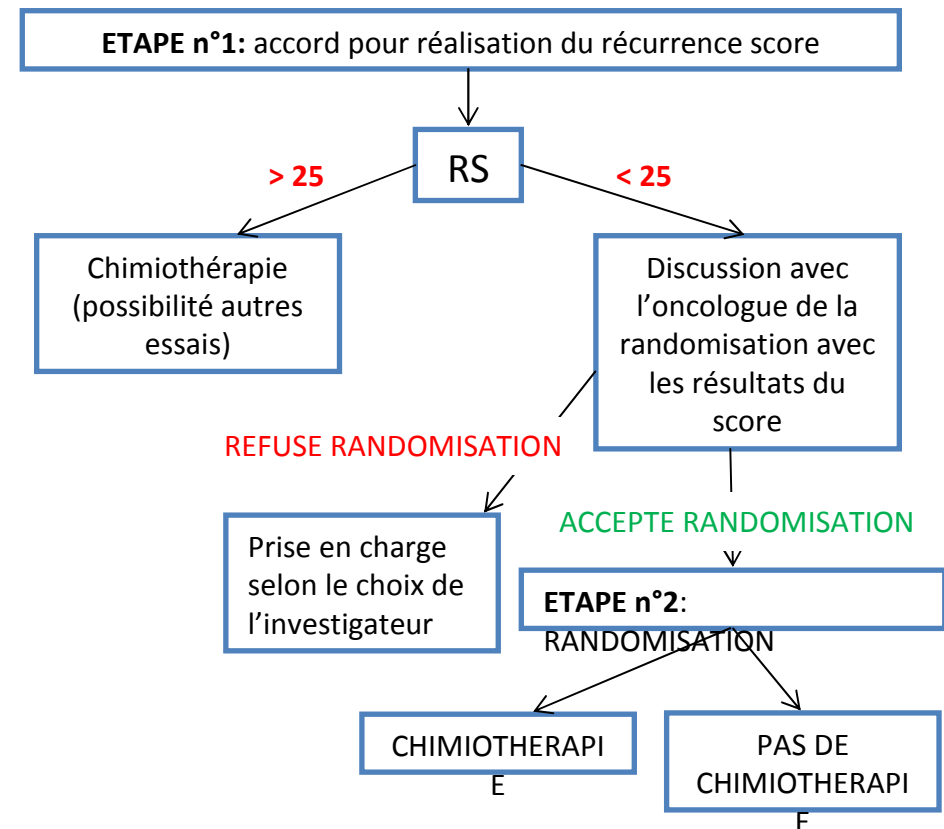 ETAPE n°1: accord pour réalisation du récurrence score
RS
> 25
< 25
Chimiothérapie
(possibilité autres
essais)
Discussion avec
l’oncologue de la
randomisation avec
les résultats du
score
REFUSE RANDOMISATION
ACCEPTE RANDOMISATION
Prise en charge
selon le choix de
l’investigateur
ETAPE n°2:
RANDOMISATION
CHIMIOTHERAPI
E
PAS DE
CHIMIOTHERAPI
E